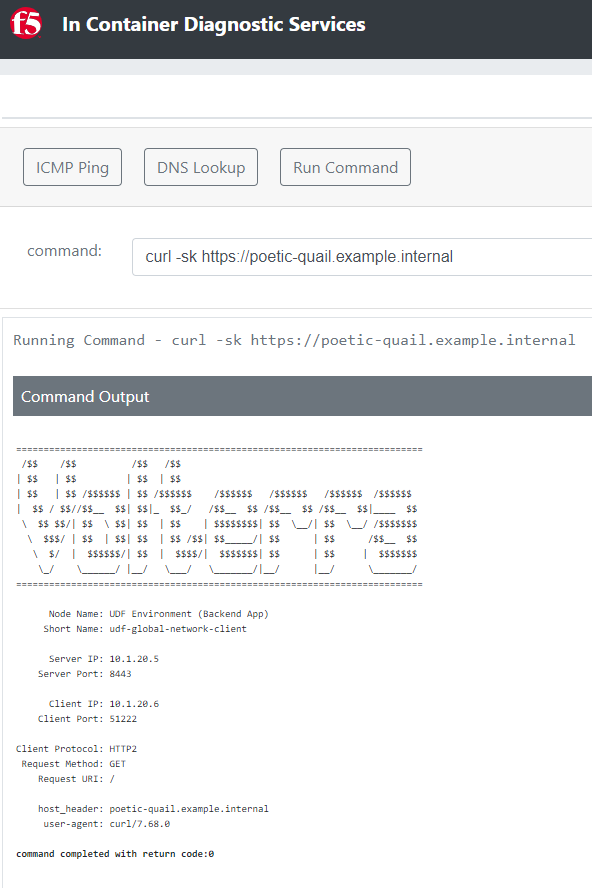 f5 In Container Diagnostic Services
ICMP Ping DNS Lookup Run Command
command: curl -sk https://poetic-quail.example.internal
Running Command - curl -sk https://poetic-quail.example.internal
Command Output
==========================================================================
 /$$    /$$          /$$   /$$
| $$   | $$         | $$  | $$
| $$   | $$ /$$$$$$ | $$ /$$$$$$    /$$$$$$   /$$$$$$   /$$$$$$  /$$$$$$
|  $$ / $$//$$__  $$| $$|_  $$_/   /$$__  $$ /$$__  $$ /$$__  $$|____  $$
 \  $$ $$/| $$  \ $$| $$  | $$    | $$$$$$$$| $$  \__/| $$  \__/ /$$$$$$$
  \  $$$/ | $$  | $$| $$  | $$ /$$| $$_____/| $$      | $$      /$$__  $$
   \  $/  |  $$$$$$/| $$  |  $$$$/|  $$$$$$$| $$      | $$     |  $$$$$$$
    \_/    \______/ |__/   \___/   \_______/|__/      |__/      \_______/
==========================================================================
Node Name: UDF Environment (Backend App)
Short Name: udf-global-network-client
Server IP: 10.1.20.5
Server Port: 8443
Client IP: 10.1.20.6
Client Port: 51222
Client Protocol: HTTP2
Request Method: GET
Request URI: /
host_header: poetic-quail.example.internal
user-agent: curl/7.68.0
command completed with return code:0